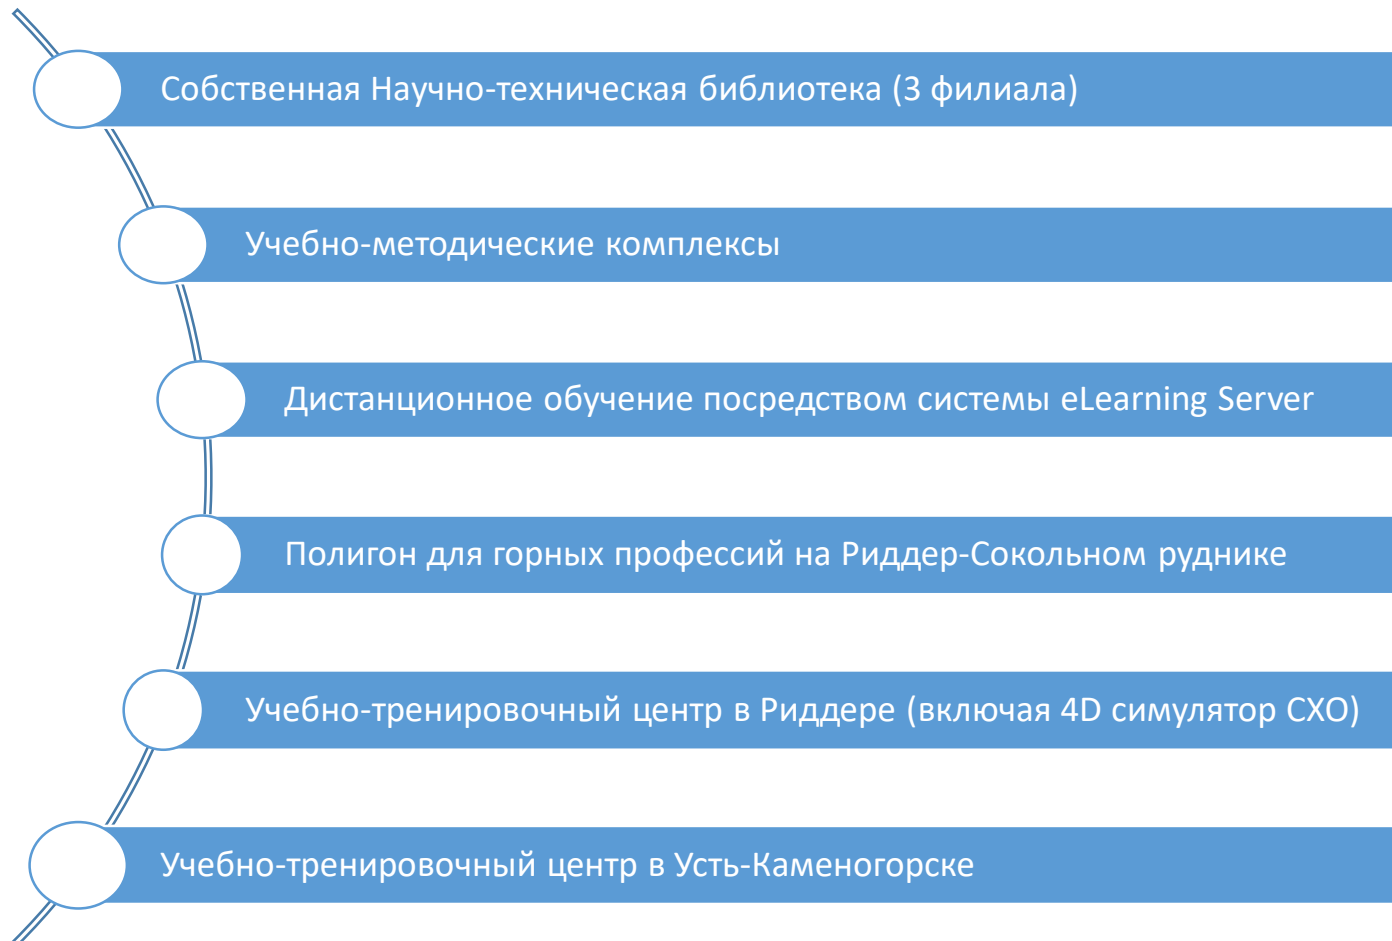 Собственная Научно-техническая библиотека (3 филиала)
Учебно-методические комплексы
Дистанционное обучение посредством системы eLearning Server
Полигон для горных профессий на Риддер-Сокольном руднике
Учебно-тренировочный центр в Риддере (включая 4D симулятор СХО)
Учебно-тренировочный центр в Усть-Каменогорске